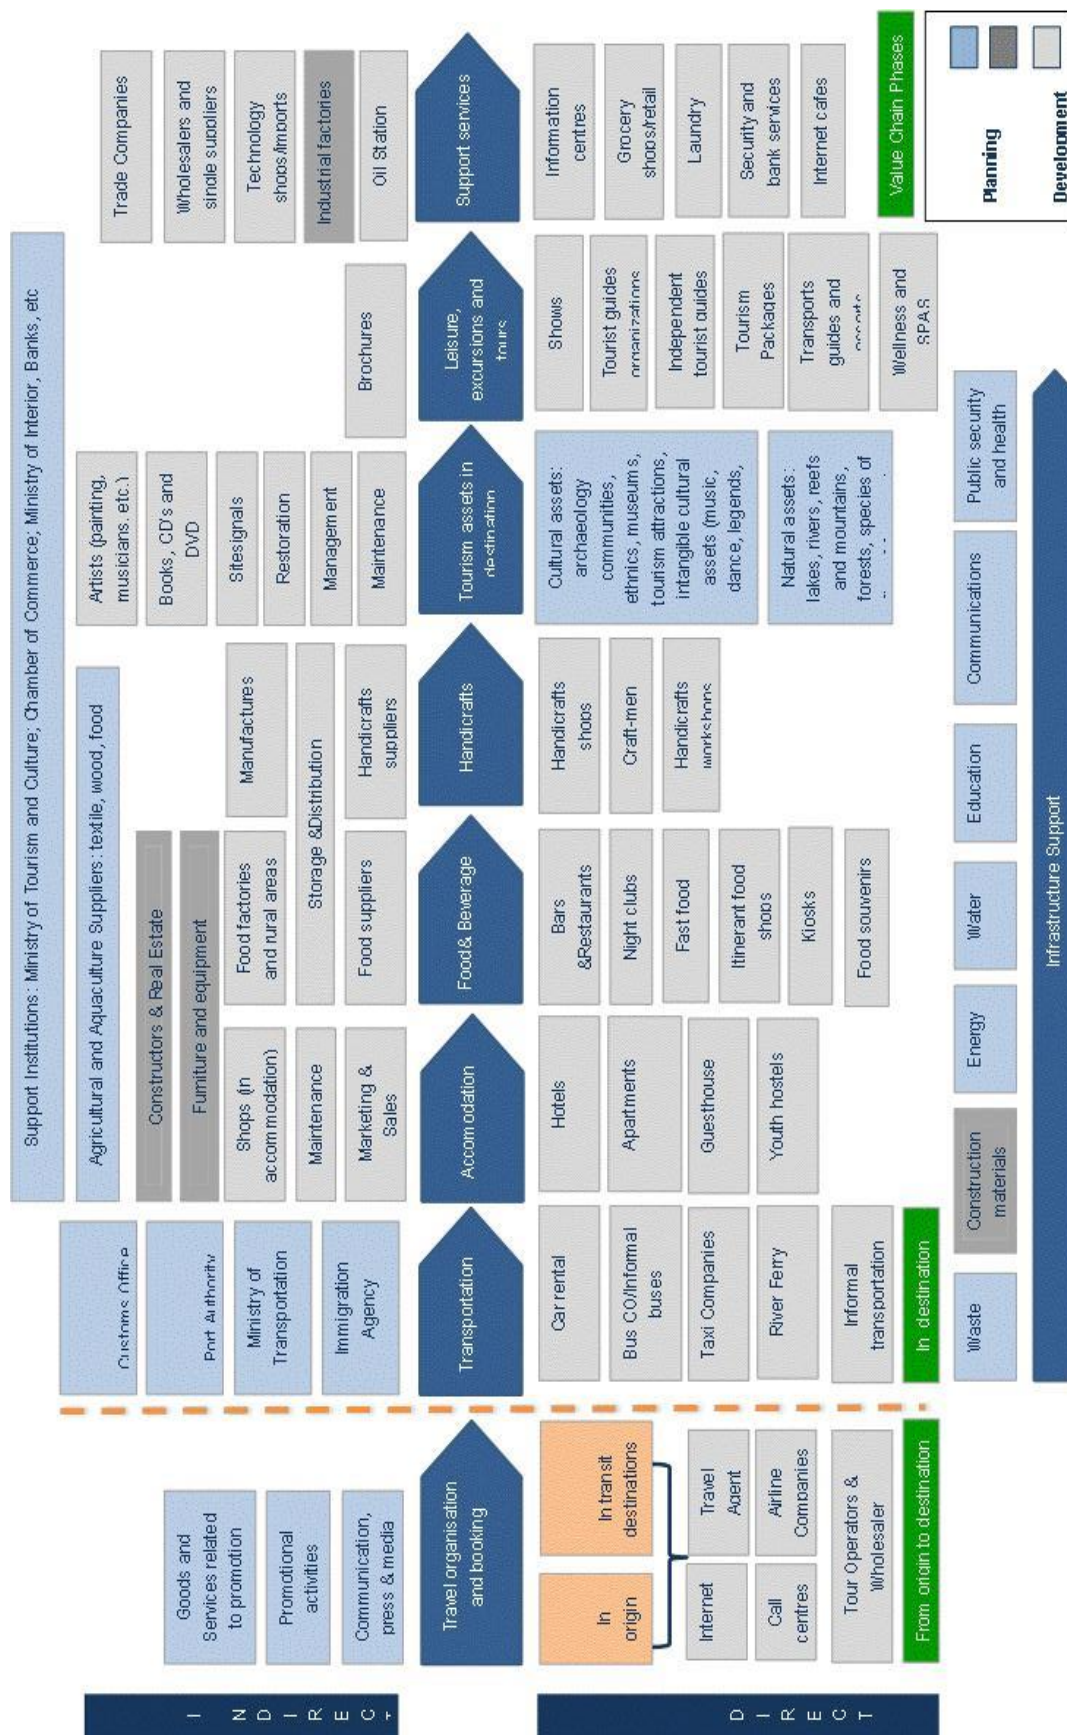 Support Institutions: Ministry of Tourism and Culture; Chamber of Commerce; Ministry of Interior, Banks, etc
INDIRECT
Goods and
Services related
to promotion
Promotional
activities
Communication,
press & media
Customs Office
Port Authority
Ministry of
Transportation
Immigration
Agency
Agricultural and Aquaculture Suppliers: textile, wood, food
Constructors & Real Estate
Furniture and equipment
Shops (in
accommodation)
Maintenance
Marketing &
Sales
Food factories
and rural areas
Storage &Distribution
Food suppliers
Manufactures
Handicrafts
suppliers
Artists (painting,
musicians, etc.)
Books, CD's and
DVD
Sitesignals
Restoration
Management
Maintenance
Brochures
Trade Companies
Wholesalers and
single suppliers
Technology
shops/imports
Industrial factories
Oil Station
Travel organisation
and booking
Transportation
Accomodation
Food& Beverage
Handicrafts
Tourism assets in
destination
Leisure,
excursions and
tours
Support services
DIRECT
In
origin
In transit
destinations
Internet
Travel
Agent
Call
centres
Airline
Companies
Tour Operators &
Wholesaler
From origin to destination
Car rental
Bus CO/Informal
buses
Taxi Companies
River Ferry
Informal
transportation
In destination
Hotels
Apartments
Guesthouse
Youth hostels
Bars
&Restaurants
Night clubs
Fast food
Itinerant food
shops
Kiosks
Food souvenirs
Handicrafts
shops
Craft-men
Handicrafts
workshops
Cultural assets:
archaeology
communities,
ethnics, museums,
tourism attractions,
intangible cultural
assets (music,
dance, legends,
Natural assets:
lakes, rivers, reefs
and mountains,
forests, species of
Shows
Tourist guides
organizations
Independent
tourist guides
Tourism
Packages
Transports
guides and
Wellness and
SPAS
Information
centres
Grocery
shops/retail
Laundry
Security and
bank services
Internet cafes
Value Chain Phases
Planning
Development
Waste
Construction
materials
Energy
Water
Education
Communications
Public security
and health
Infrastructure Support